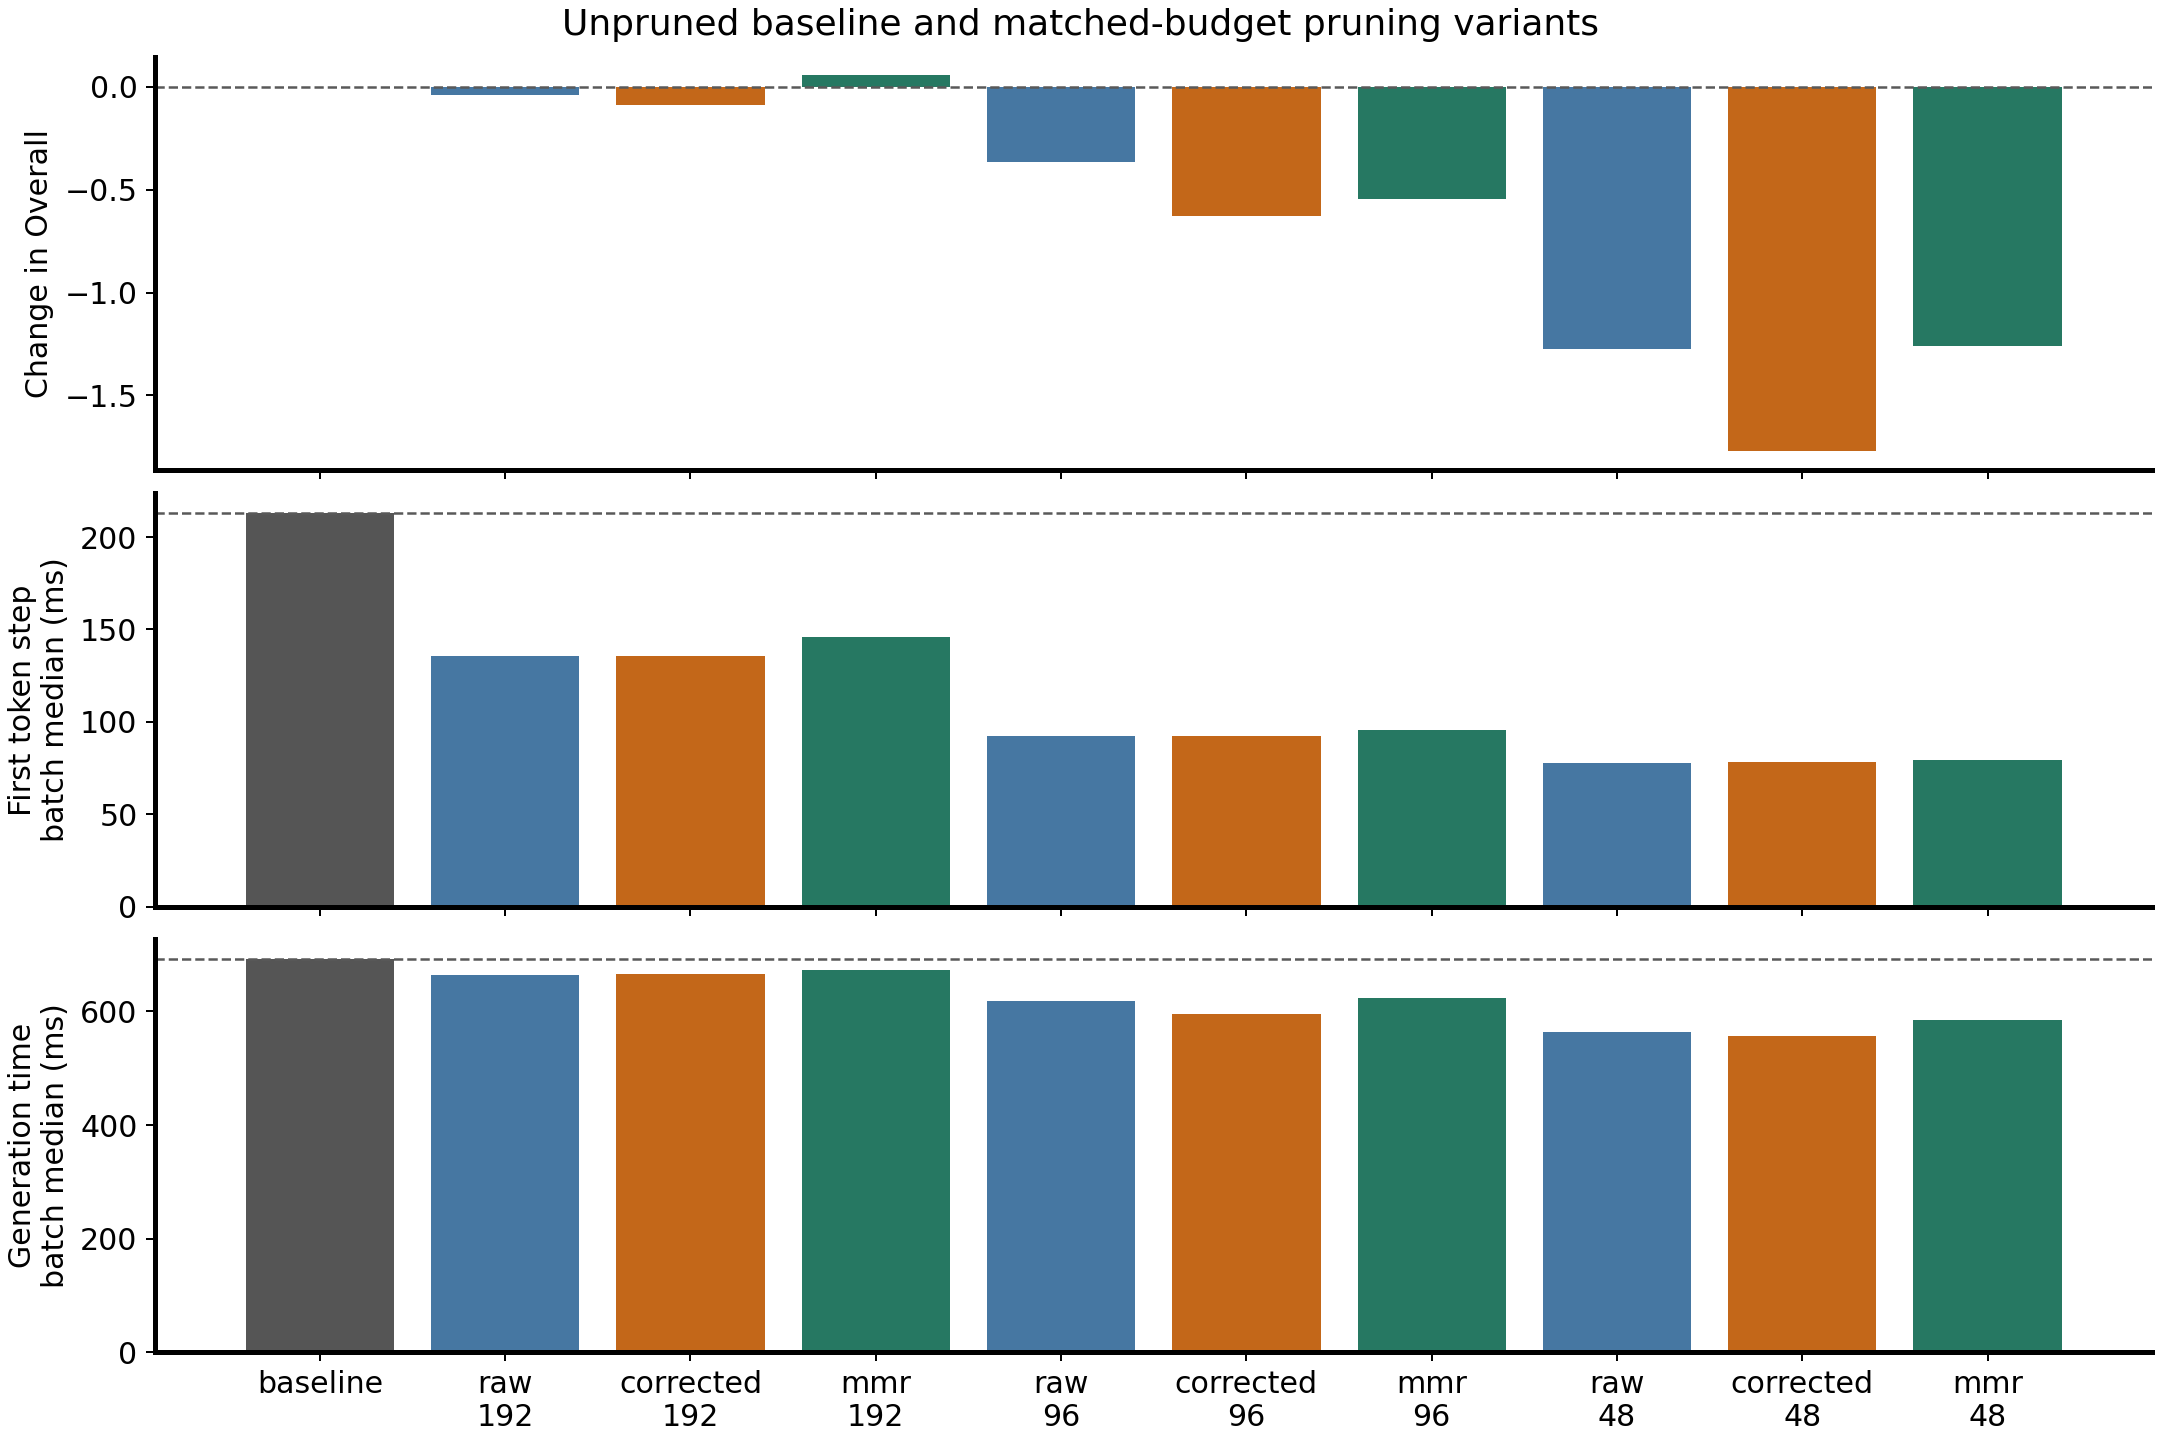 Unpruned baseline and matched-budget pruning variants
Change in Overall
0.0
−0.5
−1.0
−1.5
First token step
batch median (ms)
200
150
100
50
0
Generation time
batch median (ms)
600
400
200
0
baseline
raw
192
corrected
192
mmr
192
raw
96
corrected
96
mmr
96
raw
48
corrected
48
mmr
48